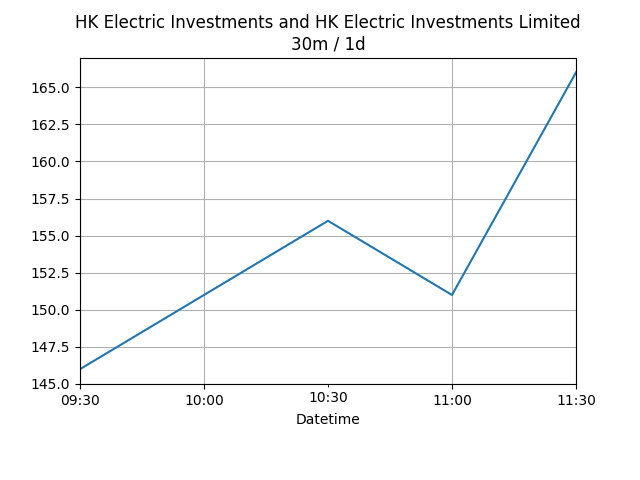 HK Electric Investments and HK Electric Investments Limited
30m / 1d
165.0
162.5
160.0
157.5
155.0
152.5
150.0
147.5
145.0
09:30 10:00 10:30 11:00 11:30
Datetime